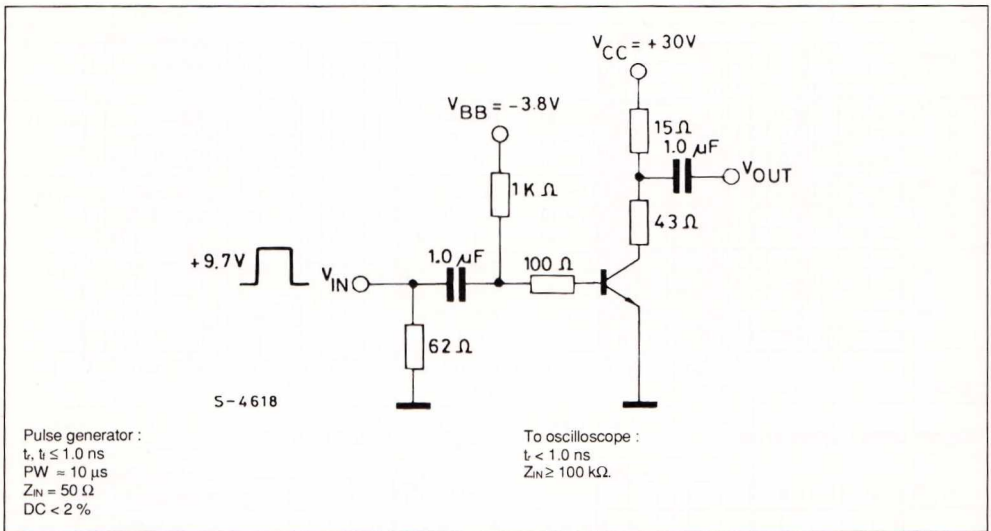 VCC = +30V
VBB = -3.8V
15Ω
1.0 µF
VOUT
1K Ω
43Ω
+9.7V
VIN
1.0 µF
100 Ω
62 Ω
S-4618
Pulse generator :
tr, tf ≤ 1.0 ns
PW ≈ 10 µs
ZIN = 50 Ω
DC < 2 %
To oscilloscope :
tr < 1.0 ns
ZIN ≥ 100 kΩ.